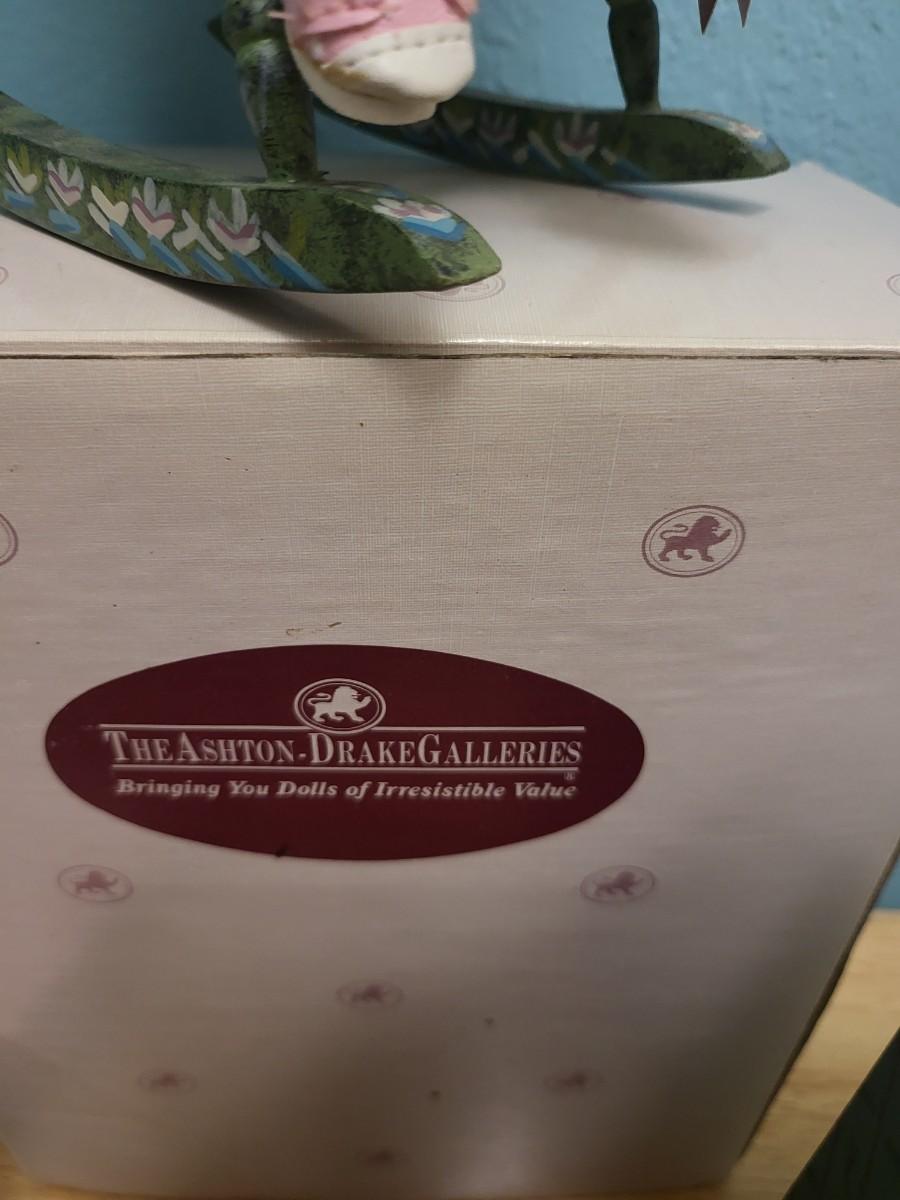 THE ASHTON-DRAKE GALLERIES®
Bringing You Dolls of Irresistible Value